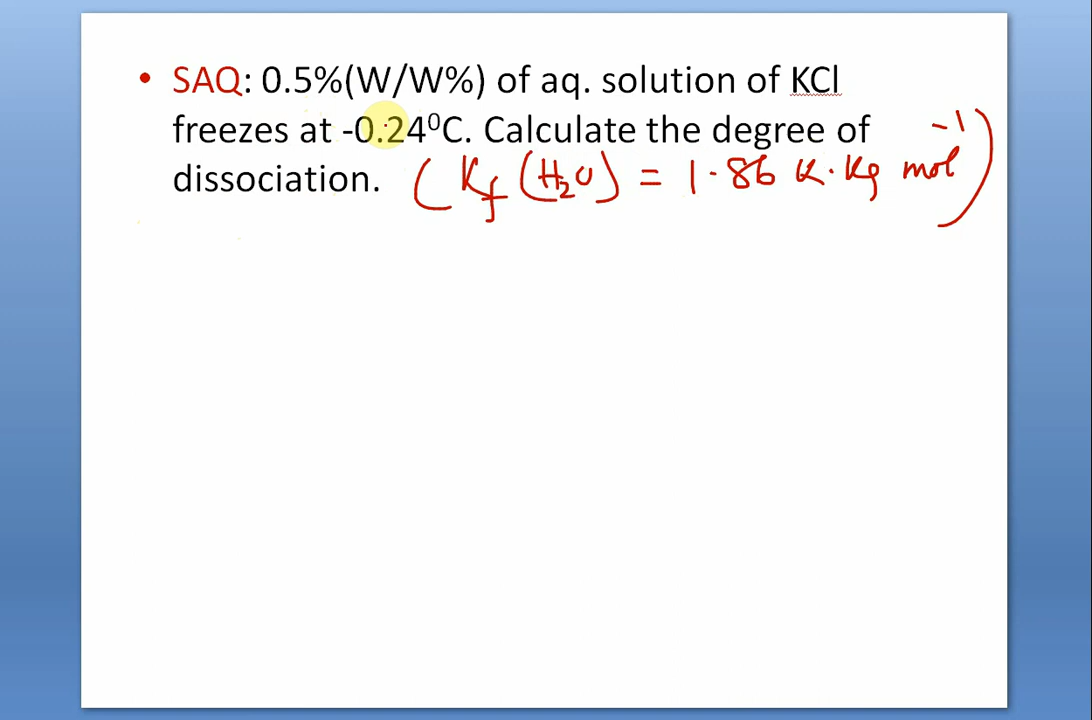 • SAQ: 0.5%(W/W%) of aq. solution of KCl
freezes at -0.24⁰C. Calculate the degree of
dissociation. (Kf (H₂O) = 1.86 K.Kg mol⁻¹)